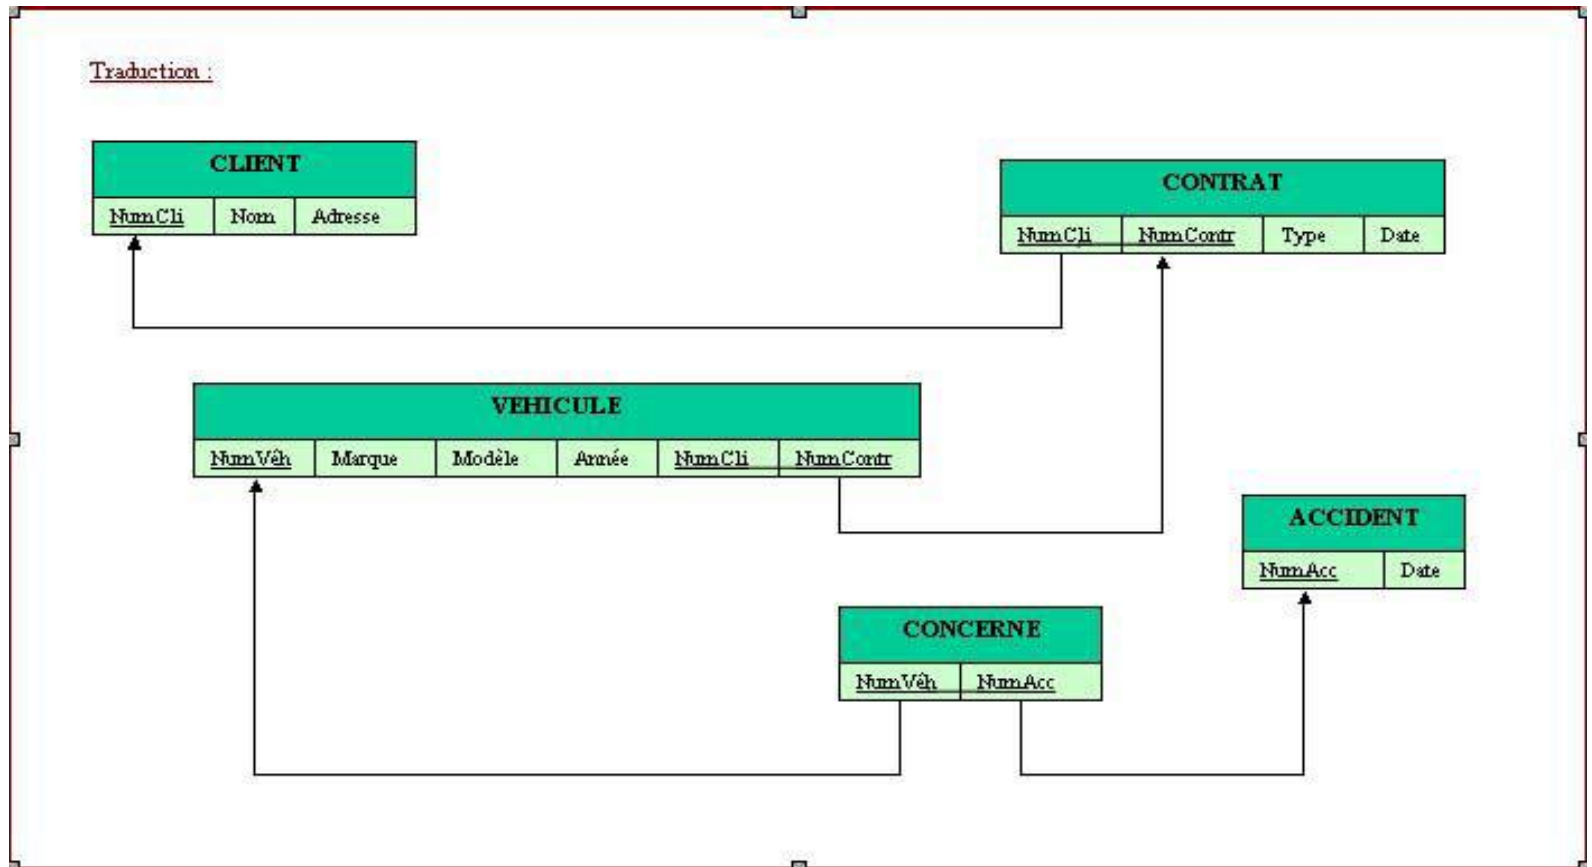 Traduction :
CLIENT
NumCli Nom Adresse
CONTRAT
NumCli NumContr Type Date
VEHICULE
NumVéh Marque Modèle Année NumCli NumContr
ACCIDENT
NumAcc Date
CONCERNE
NumVéh NumAcc